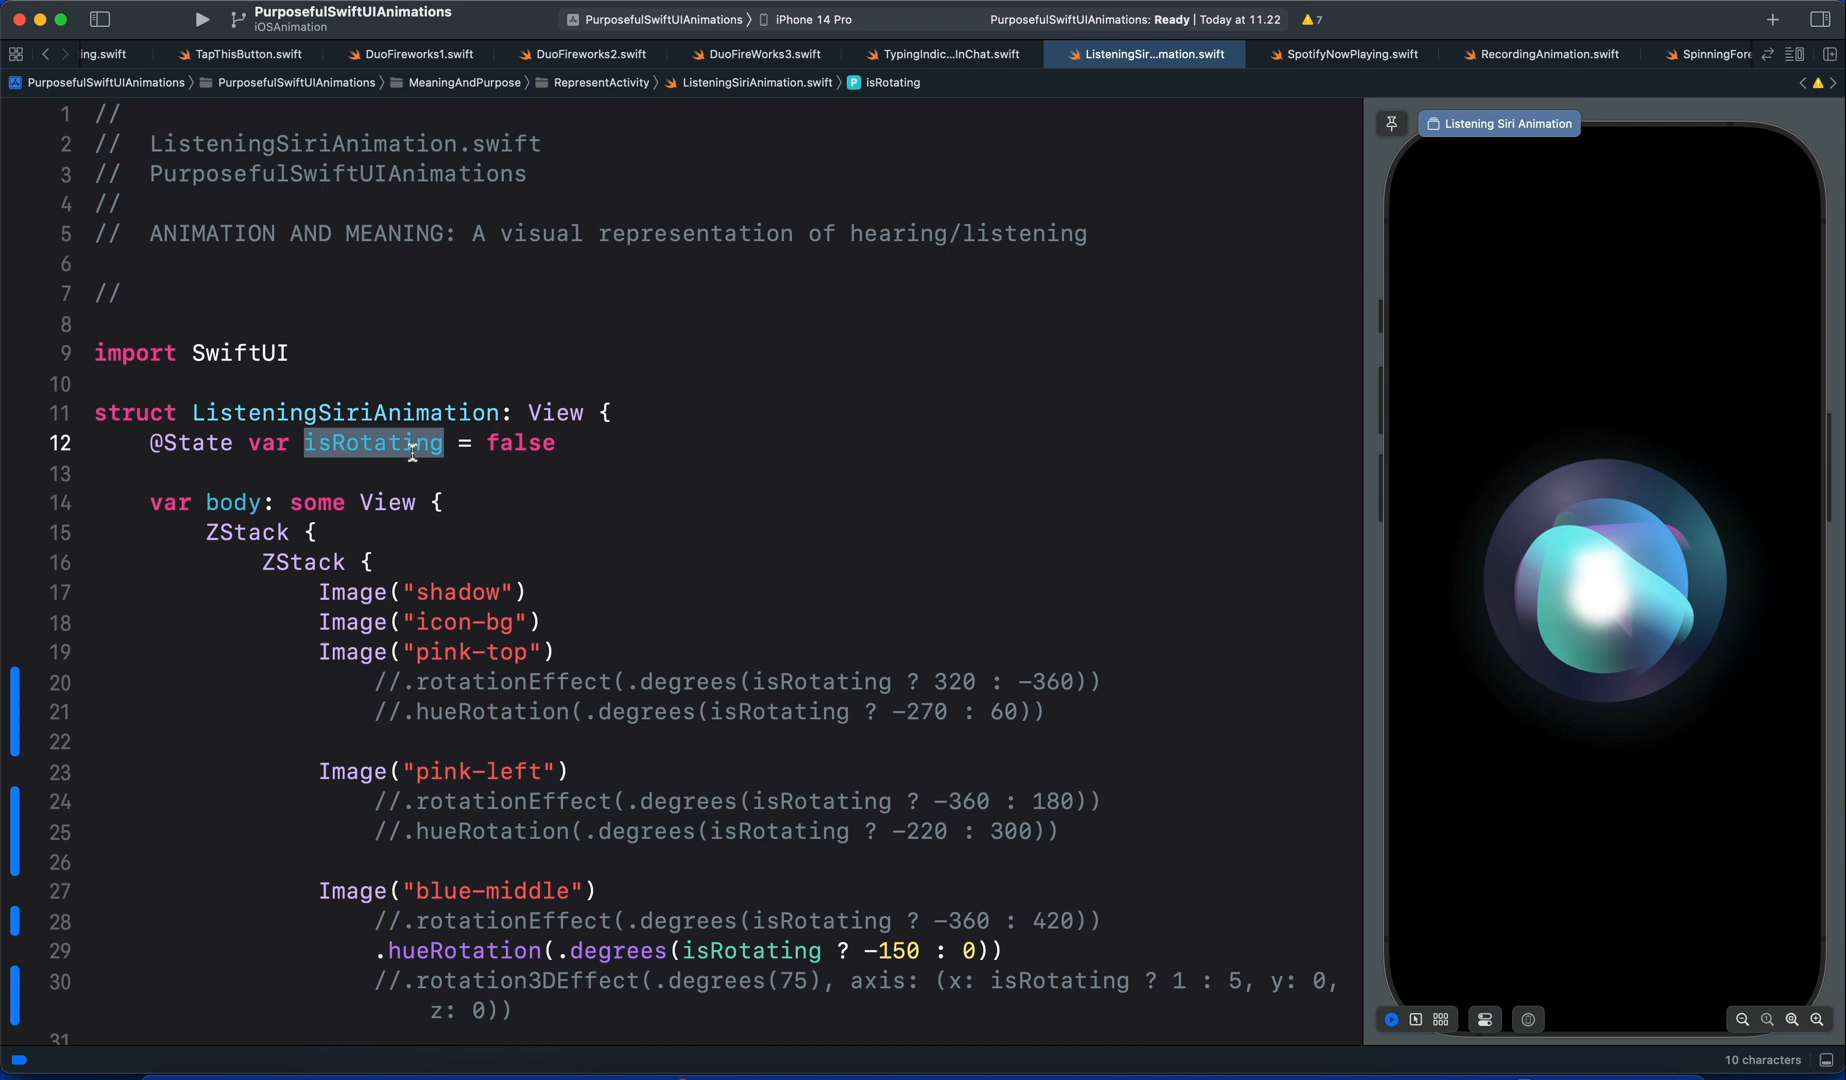 PurposefulSwiftUIAnimations
iOSAnimation
PurposefulSwiftUIAnimations 〉 iPhone 14 Pro
PurposefulSwiftUIAnimations: Ready | Today at 11.22
7
ing.swift
TapThisButton.swift
DuoFireworks1.swift
DuoFireworks2.swift
DuoFireWorks3.swift
TypingIndic...InChat.swift
ListeningSir...mation.swift
SpotifyNowPlaying.swift
RecordingAnimation.swift
SpinningFore
PurposefulSwiftUIAnimations 〉 PurposefulSwiftUIAnimations 〉 MeaningAndPurpose 〉 RepresentActivity 〉 ListeningSiriAnimation.swift 〉 P isRotating
1 //
2 //  ListeningSiriAnimation.swift
3 //  PurposefulSwiftUIAnimations
4 //
5 //  ANIMATION AND MEANING: A visual representation of hearing/listening
6
7 //
8
9 import SwiftUI
10
11 struct ListeningSiriAnimation: View {
12     @State var isRotating = false
13
14     var body: some View {
15         ZStack {
16             ZStack {
17                 Image("shadow")
18                 Image("icon-bg")
19                 Image("pink-top")
20                     //.rotationEffect(.degrees(isRotating ? 320 : -360))
21                     //.hueRotation(.degrees(isRotating ? -270 : 60))
22
23                 Image("pink-left")
24                     //.rotationEffect(.degrees(isRotating ? -360 : 180))
25                     //.hueRotation(.degrees(isRotating ? -220 : 300))
26
27                 Image("blue-middle")
28                     //.rotationEffect(.degrees(isRotating ? -360 : 420))
29                     .hueRotation(.degrees(isRotating ? -150 : 0))
30                     //.rotation3DEffect(.degrees(75), axis: (x: isRotating ? 1 : 5, y: 0,
z: 0))
31
Listening Siri Animation
10 characters